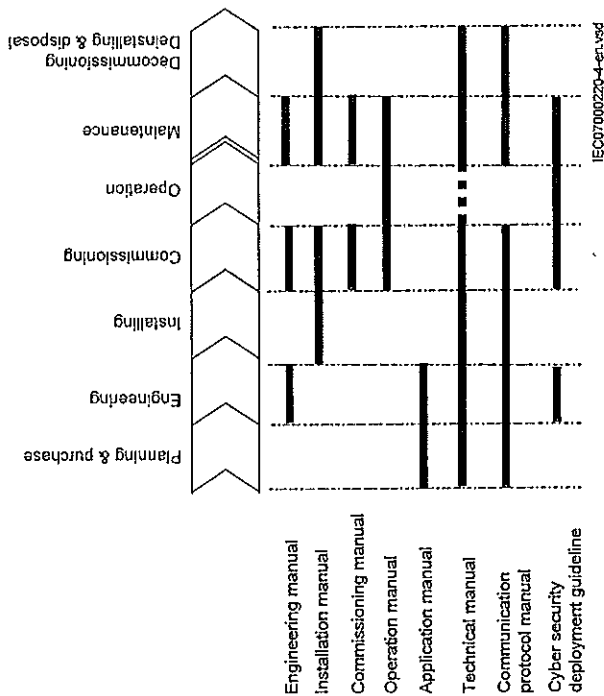 Planning & purchase
Engineering
Installing
Commissioning
Operation
Maintenance
Decommissioning
Deinstalling & disposal
Engineering manual
Installation manual
Commissioning manual
Operation manual
Application manual
Technical manual
Communication
protocol manual
Cyber security
deployment guideline
IEC07000220-4-en.vsd